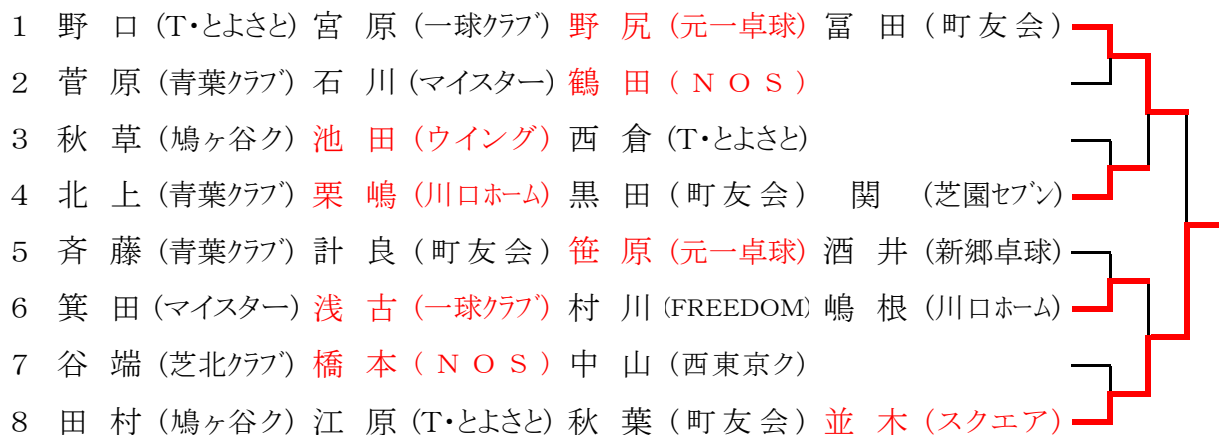 1 野 口 (T・とよさと) 宮 原 (一球クラブ) 野 尻 (元一卓球) 冨 田 (町友会)
2 菅 原 (青葉クラブ) 石 川 (マイスター) 鶴 田 (NOS)
3 秋 草 (鳩ヶ谷ク) 池 田 (ウイング) 西 倉 (T・とよさと)
4 北 上 (青葉クラブ) 栗 嶋 (川口ホーム) 黒 田 (町友会) 関 (芝園セブン)
5 斉 藤 (青葉クラブ) 計 良 (町友会) 笹 原 (元一卓球) 酒 井 (新郷卓球)
6 箕 田 (マイスター) 浅 古 (一球クラブ) 村 川 (FREEDOM) 嶋 根 (川口ホーム)
7 谷 端 (芝北クラブ) 橋 本 (NOS) 中 山 (西東京ク)
8 田 村 (鳩ヶ谷ク) 江 原 (T・とよさと) 秋 葉 (町友会) 並 木 (スクエア)